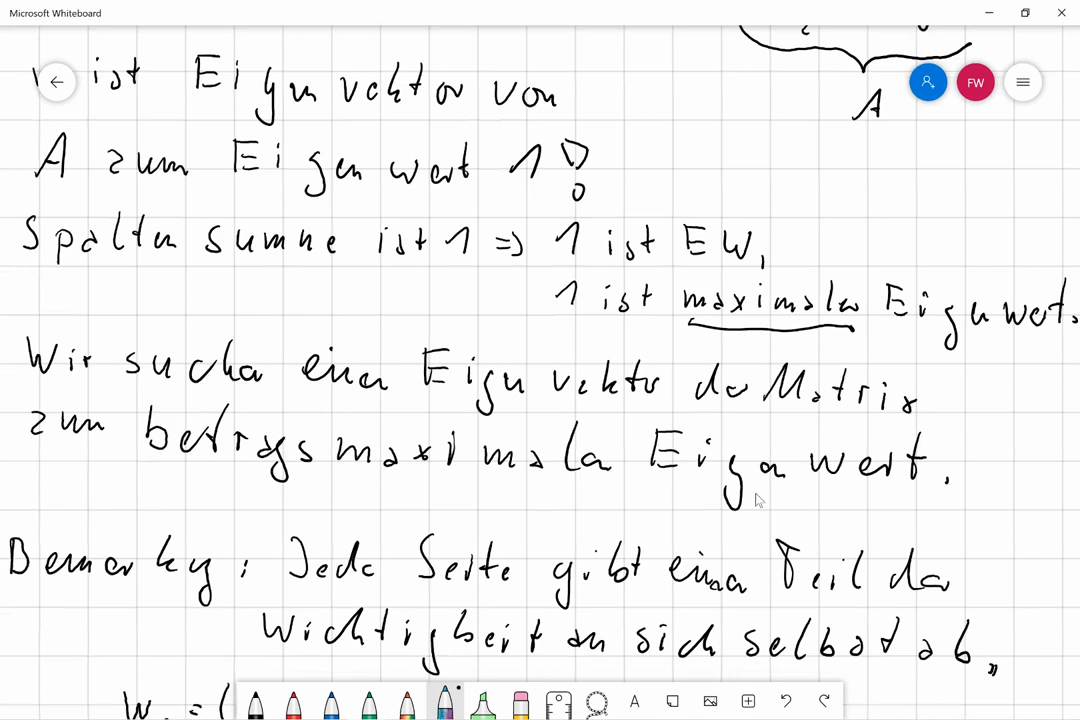 Microsoft Whiteboard
ist Eigenvektor von
A
FW
A zum Eigenwert 1!
Spaltensumme ist 1 => 1 ist EW,
1 ist maximaler Eigenwert.
Wir suchen einen Eigenvektor der Matrix
zum betragsmaximalen Eigenwert.
Bemerkg: Jede Seite gibt einen Teil der
Wichtigkeit an sich selbst ab.